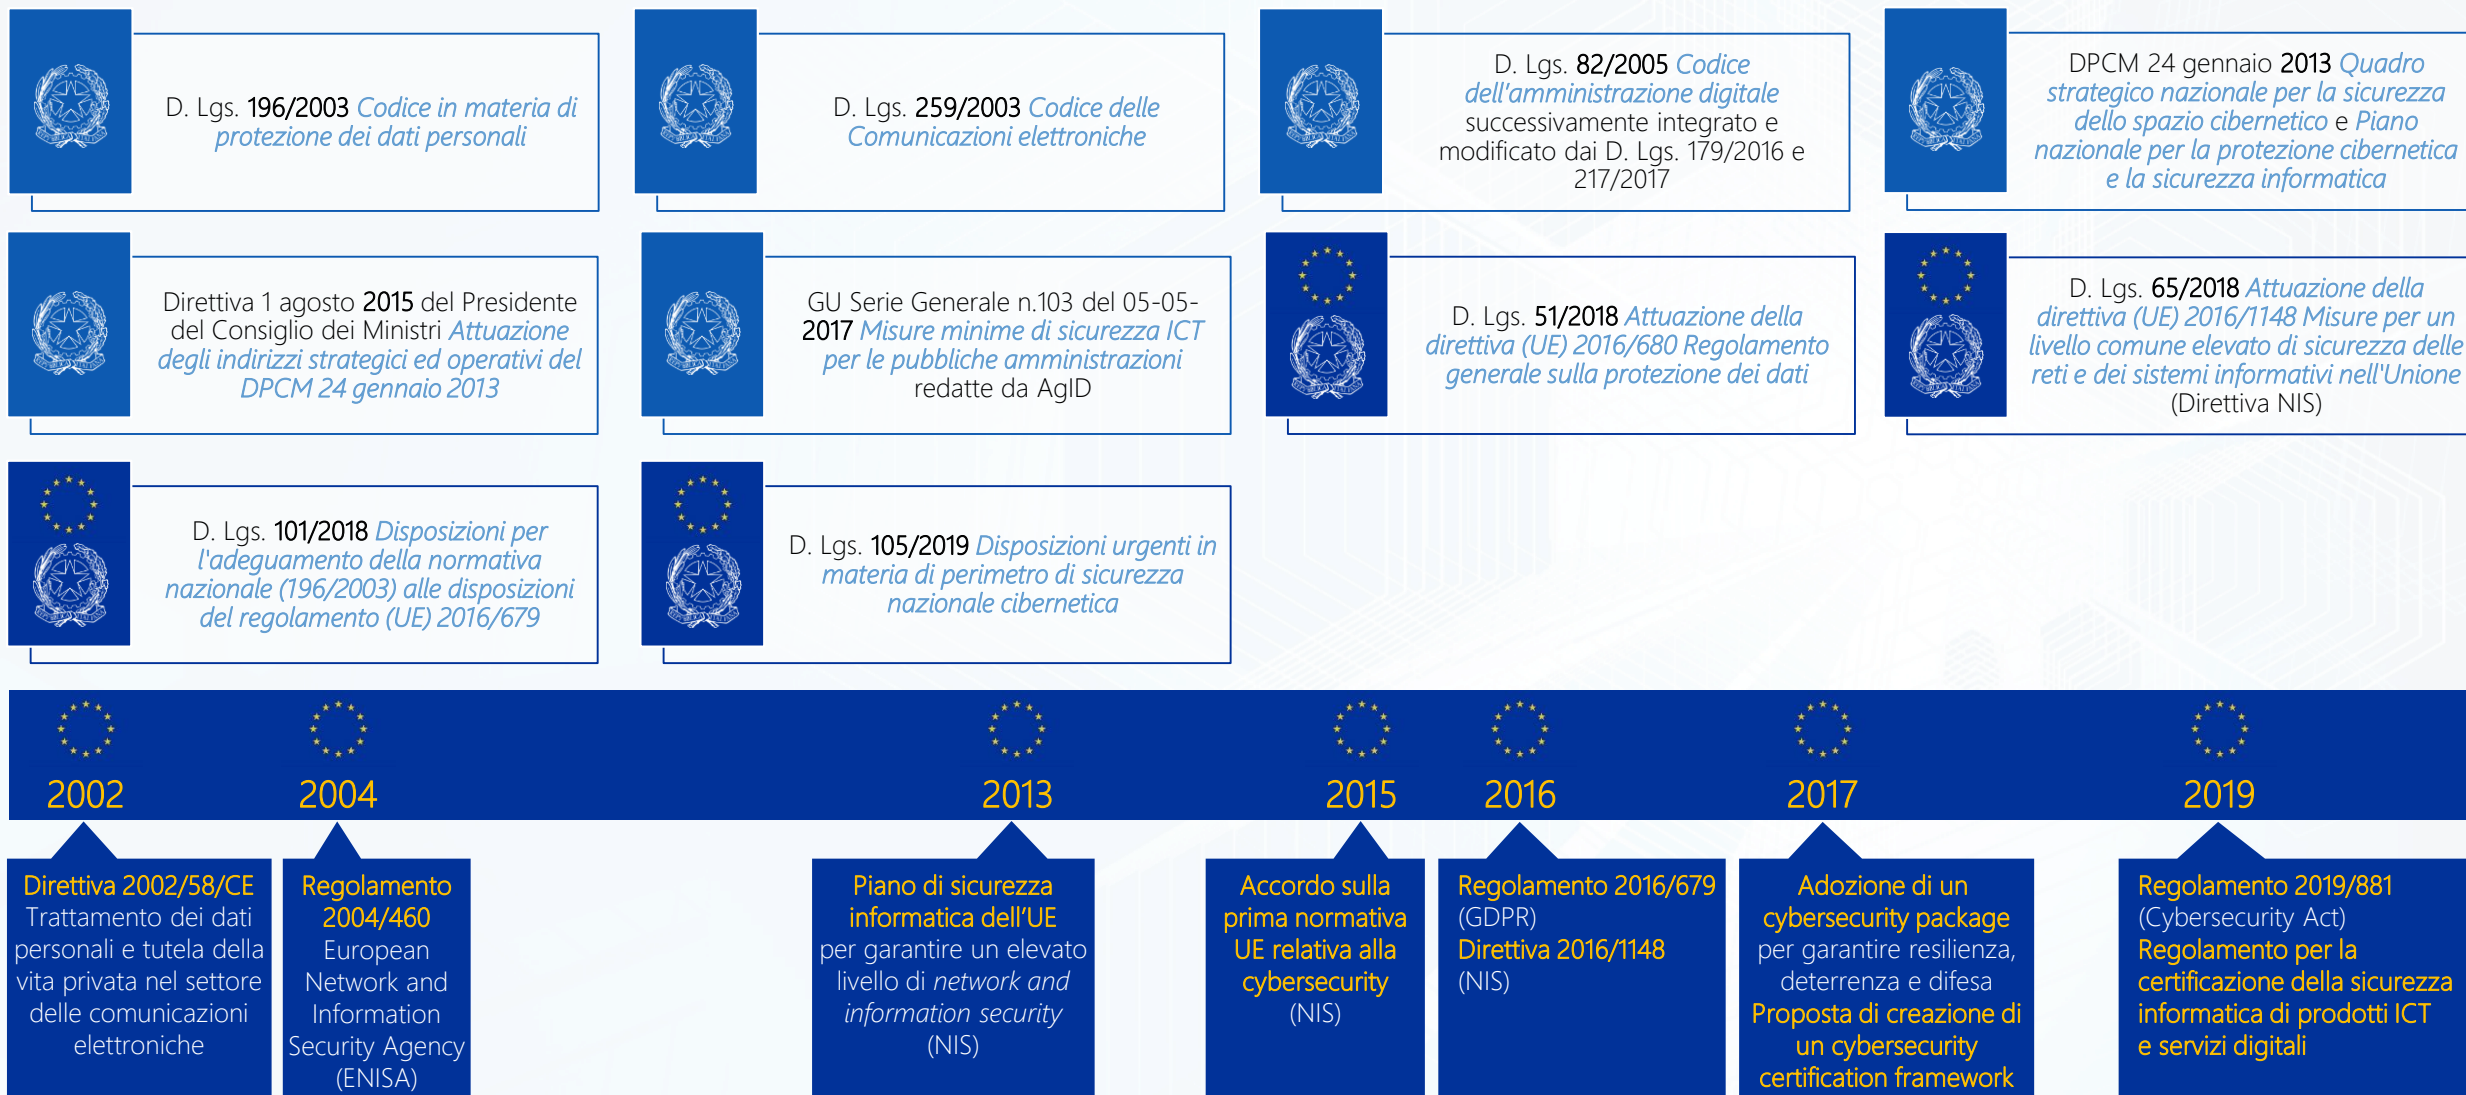 D. Lgs. 196/2003 Codice in materia di
protezione dei dati personali
D. Lgs. 259/2003 Codice delle
Comunicazioni elettroniche
D. Lgs. 82/2005 Codice
dell’amministrazione digitale
successivamente integrato e
modificato dai D. Lgs. 179/2016 e
217/2017
DPCM 24 gennaio 2013 Quadro
strategico nazionale per la sicurezza
dello spazio cibernetico e Piano
nazionale per la protezione cibernetica
e la sicurezza informatica
Direttiva 1 agosto 2015 del Presidente
del Consiglio dei Ministri Attuazione
degli indirizzi strategici ed operativi del
DPCM 24 gennaio 2013
GU Serie Generale n.103 del 05-05-
2017 Misure minime di sicurezza ICT
per le pubbliche amministrazioni
redatte da AgID
D. Lgs. 51/2018 Attuazione della
direttiva (UE) 2016/680 Regolamento
generale sulla protezione dei dati
D. Lgs. 65/2018 Attuazione della
direttiva (UE) 2016/1148 Misure per un
livello comune elevato di sicurezza delle
reti e dei sistemi informativi nell'Unione
(Direttiva NIS)
D. Lgs. 101/2018 Disposizioni per
l'adeguamento della normativa
nazionale (196/2003) alle disposizioni
del regolamento (UE) 2016/679
D. Lgs. 105/2019 Disposizioni urgenti in
materia di perimetro di sicurezza
nazionale cibernetica
2002
2004
2013
2015
2016
2017
2019
Direttiva 2002/58/CE
Trattamento dei dati
personali e tutela della
vita privata nel settore
delle comunicazioni
elettroniche
Regolamento
2004/460
European
Network and
Information
Security Agency
(ENISA)
Piano di sicurezza
informatica dell’UE
per garantire un elevato
livello di network and
information security
(NIS)
Accordo sulla
prima normativa
UE relativa alla
cybersecurity
(NIS)
Regolamento 2016/679
(GDPR)
Direttiva 2016/1148
(NIS)
Adozione di un
cybersecurity package
per garantire resilienza,
deterrenza e difesa
Proposta di creazione di
un cybersecurity
certification framework
Regolamento 2019/881
(Cybersecurity Act)
Regolamento per la
certificazione della sicurezza
informatica di prodotti ICT
e servizi digitali